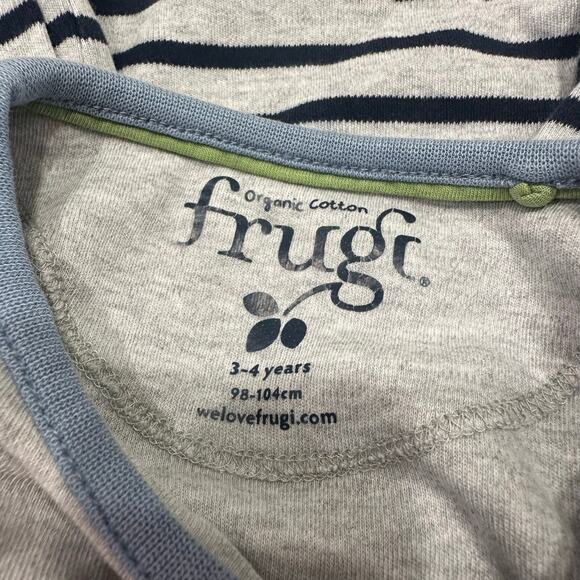 Organic Cotton
frugi®
3-4 years
98-104cm
welovefrugi.com